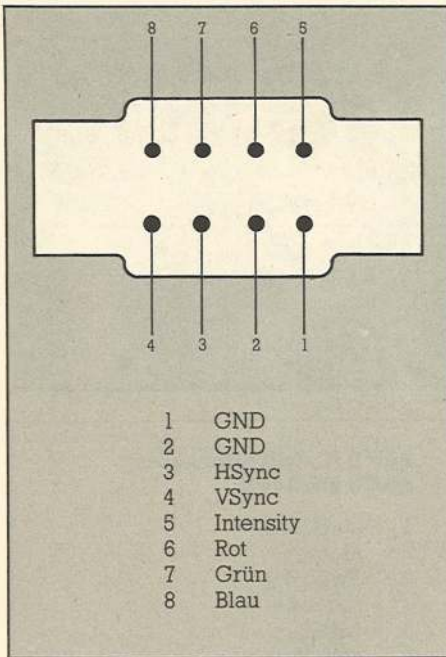 8 7 6 5
4 3 2 1
1 GND
2 GND
3 HSync
4 VSync
5 Intensity
6 Rot
7 Grün
8 Blau